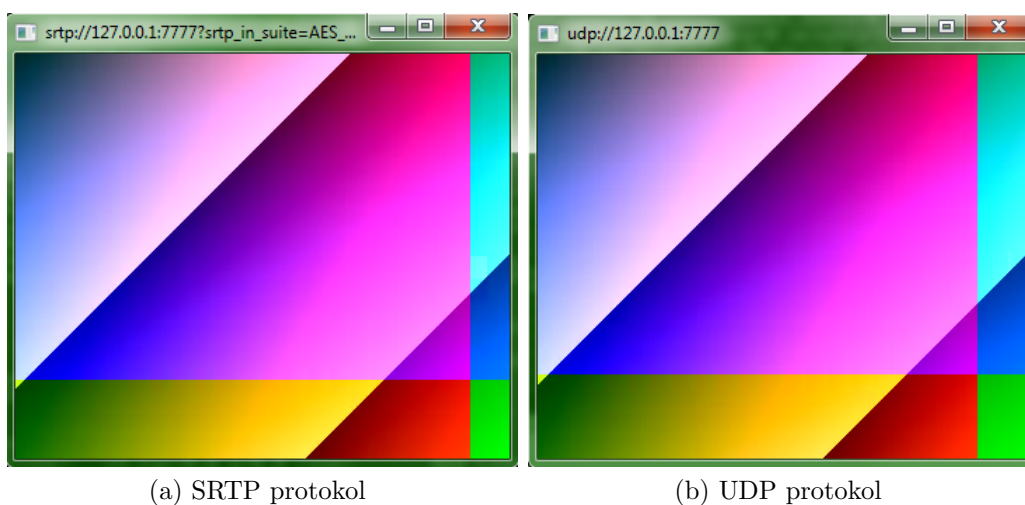 srtp://127.0.0.1:7777?srtp_in_suite=AES_...
udp://127.0.0.1:7777
(a) SRTP protokol
(b) UDP protokol